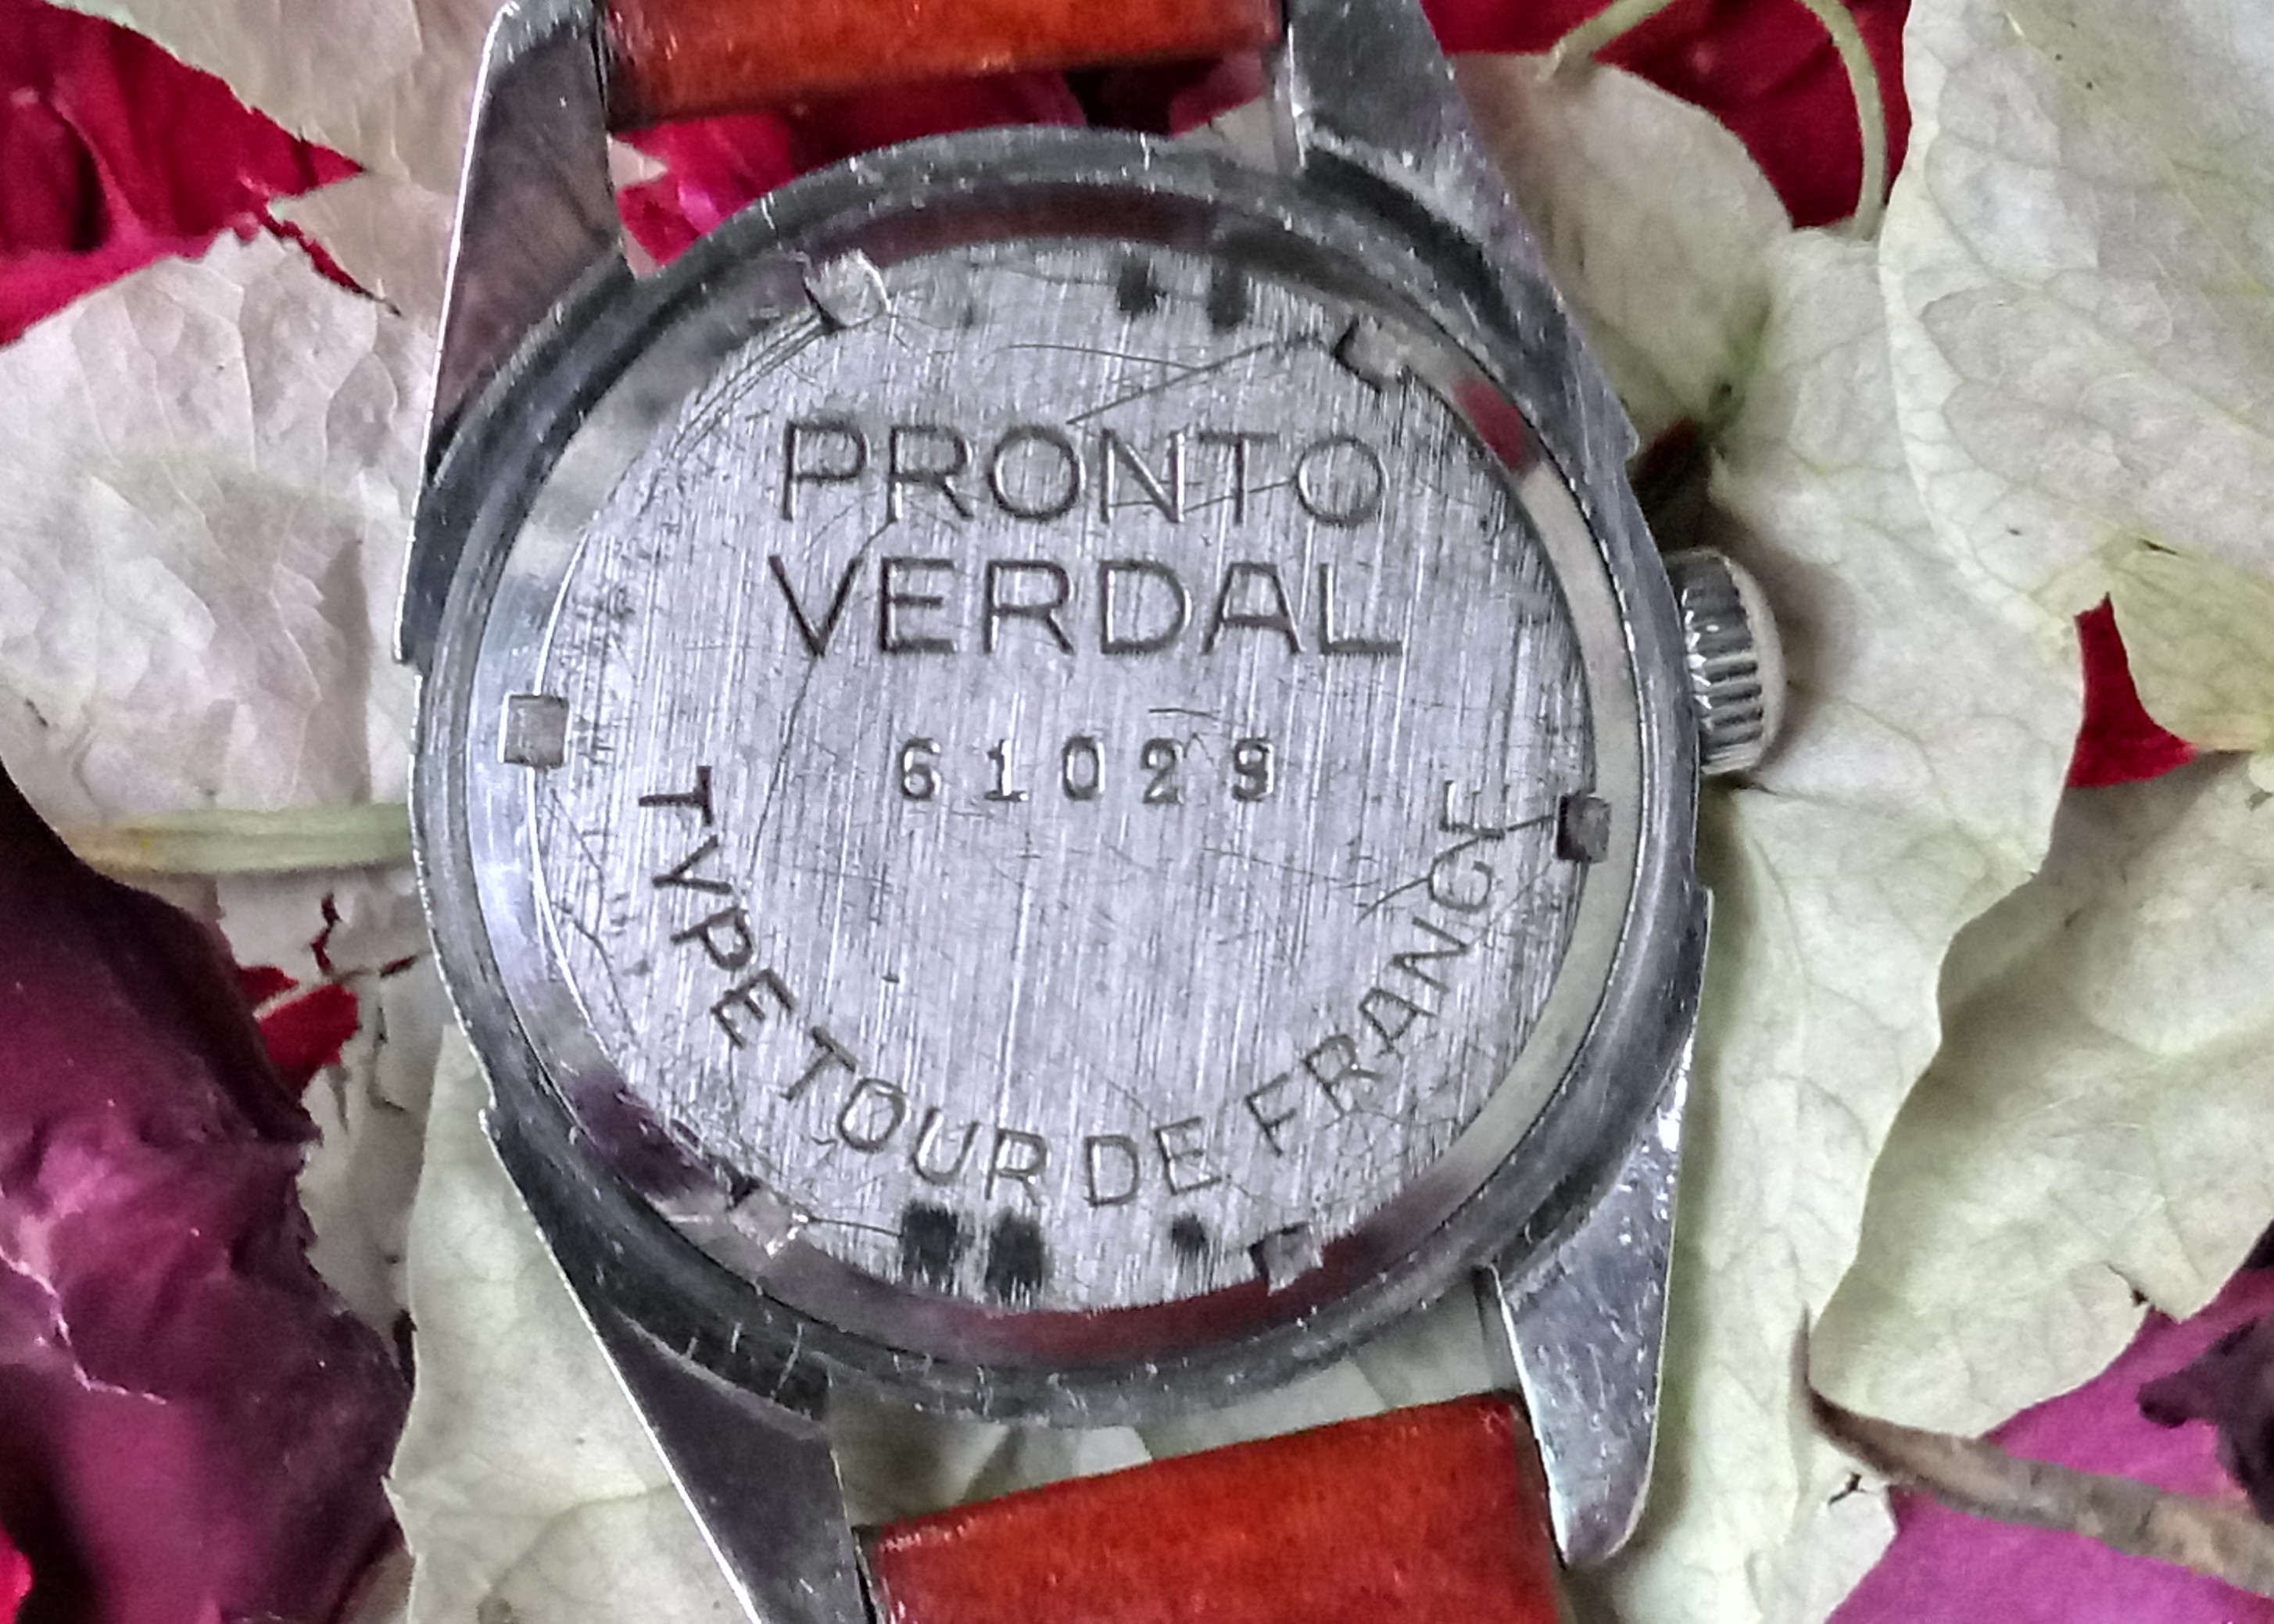 PRONTO
VERDAL
61029
TYPE TOUR DE FRANCE